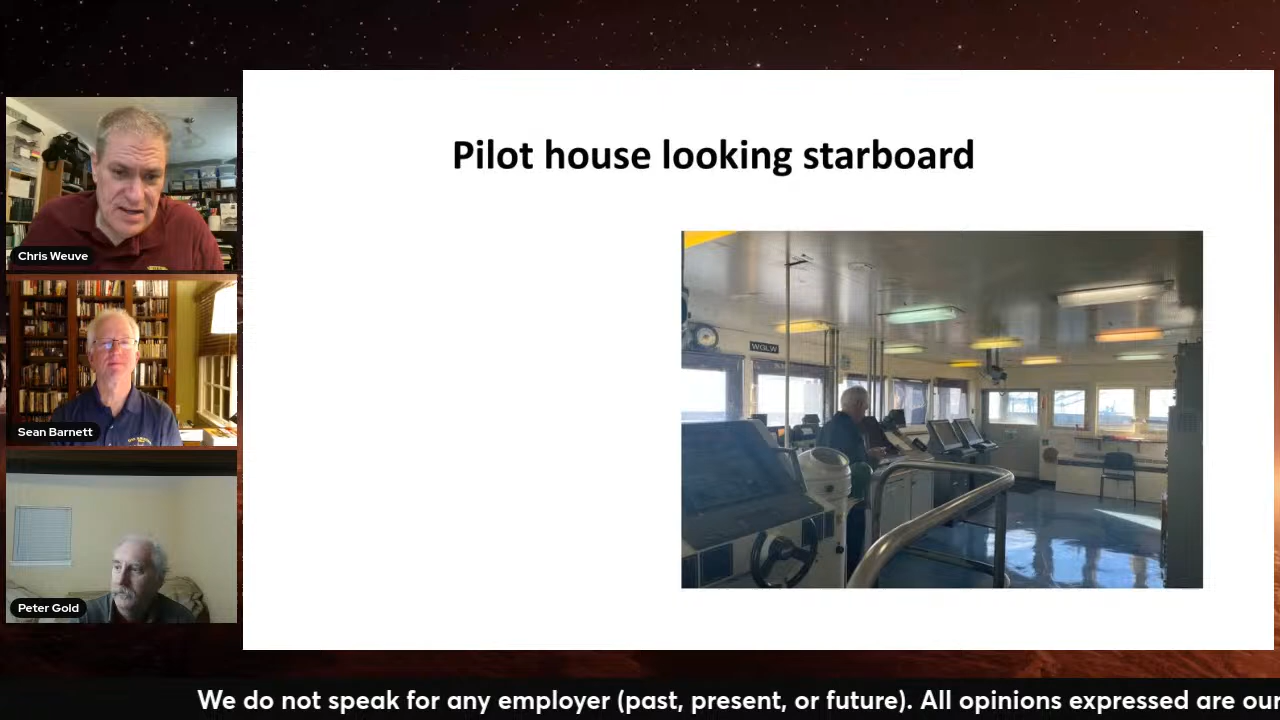 Pilot house looking starboard
WGLW
Chris Weuve
Sean Barnett
Peter Gold
We do not speak for any employer (past, present, or future). All opinions expressed are our